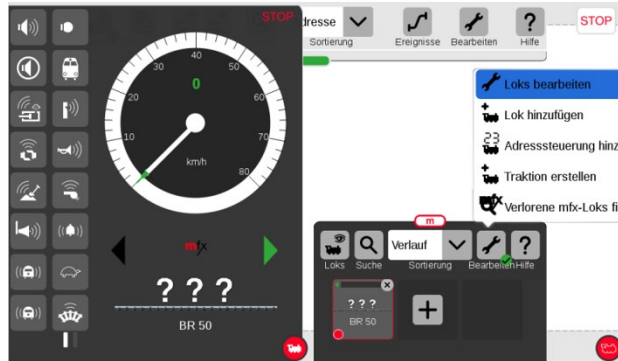 STOP
40
30
50
20
0
60
10
70
km/h
80
mfx
? ? ?
BR 50
dresse
Sortierung
Ereignisse
Bearbeiten
?
Hilfe
STOP
Loks bearbeiten
Lok hinzufügen
23
Adresssteuerung hinz
Traktion erstellen
mfx
Verlorene mfx-Loks fi
m
Verlauf
?
Loks
Suche
Sortierung
Bearbeiten
Hilfe
? ? ?
BR 50